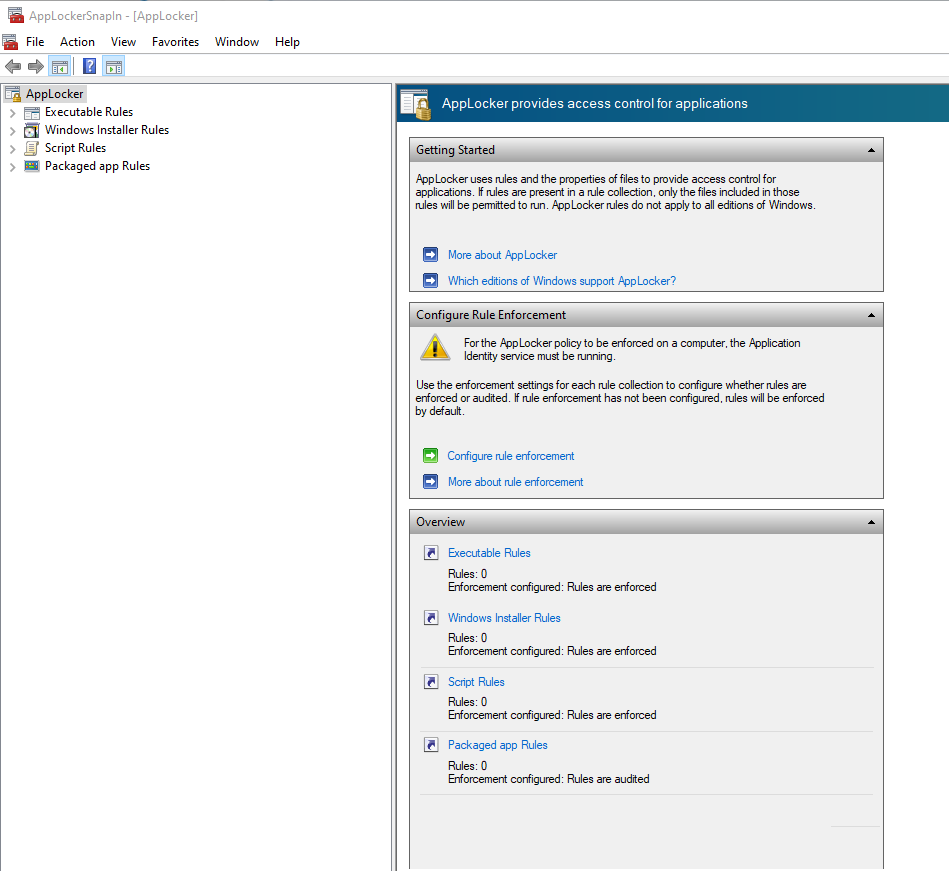 AppLockerSnapIn - [AppLocker]
File Action View Favorites Window Help
AppLocker
Executable Rules
Windows Installer Rules
Script Rules
Packaged app Rules
AppLocker provides access control for applications
Getting Started
AppLocker uses rules and the properties of files to provide access control for
applications. If rules are present in a rule collection, only the files included in those
rules will be permitted to run. AppLocker rules do not apply to all editions of Windows.
More about AppLocker
Which editions of Windows support AppLocker?
Configure Rule Enforcement
For the AppLocker policy to be enforced on a computer, the Application
Identity service must be running.
Use the enforcement settings for each rule collection to configure whether rules are
enforced or audited. If rule enforcement has not been configured, rules will be enforced
by default.
Configure rule enforcement
More about rule enforcement
Overview
Executable Rules
Rules: 0
Enforcement configured: Rules are enforced
Windows Installer Rules
Rules: 0
Enforcement configured: Rules are enforced
Script Rules
Rules: 0
Enforcement configured: Rules are enforced
Packaged app Rules
Rules: 0
Enforcement configured: Rules are audited